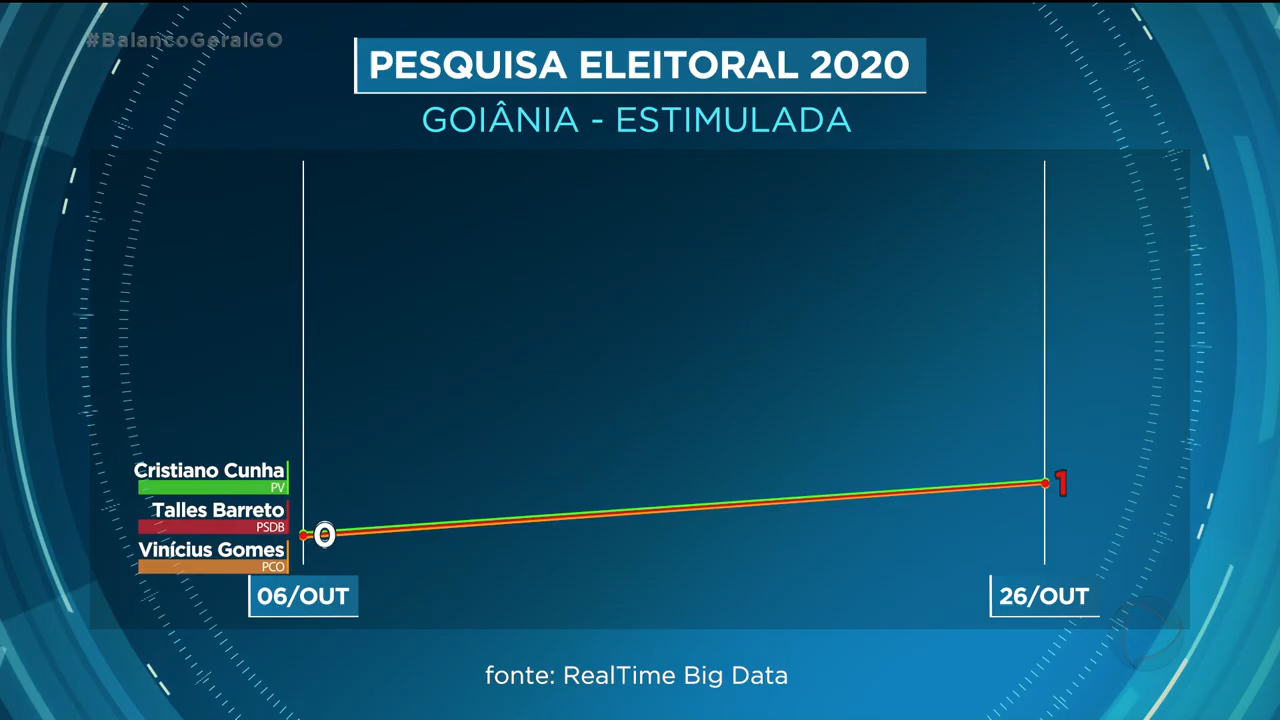 #BalancoGeralGO
PESQUISA ELEITORAL 2020
GOIÂNIA - ESTIMULADA
Cristiano Cunha
PV
Talles Barreto
PSDB
Vinícius Gomes
PCO
0
1
06/OUT
26/OUT
fonte: RealTime Big Data